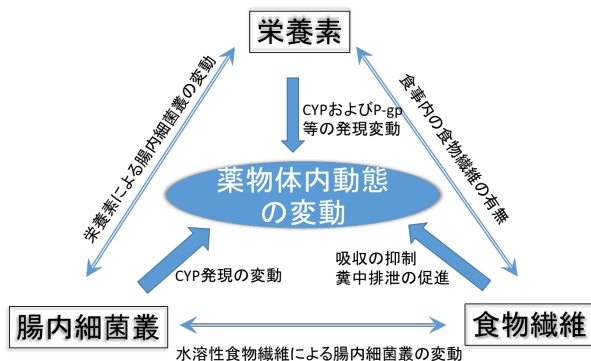 栄養素
栄養素による腸内細菌叢の変動
CYPおよびP-gp
等の発現変動
食事内の食物繊維の有無
薬物体内動態
の変動
CYP発現の変動
吸収の抑制
糞中排泄の促進
腸内細菌叢
食物繊維
水溶性食物繊維による腸内細菌叢の変動